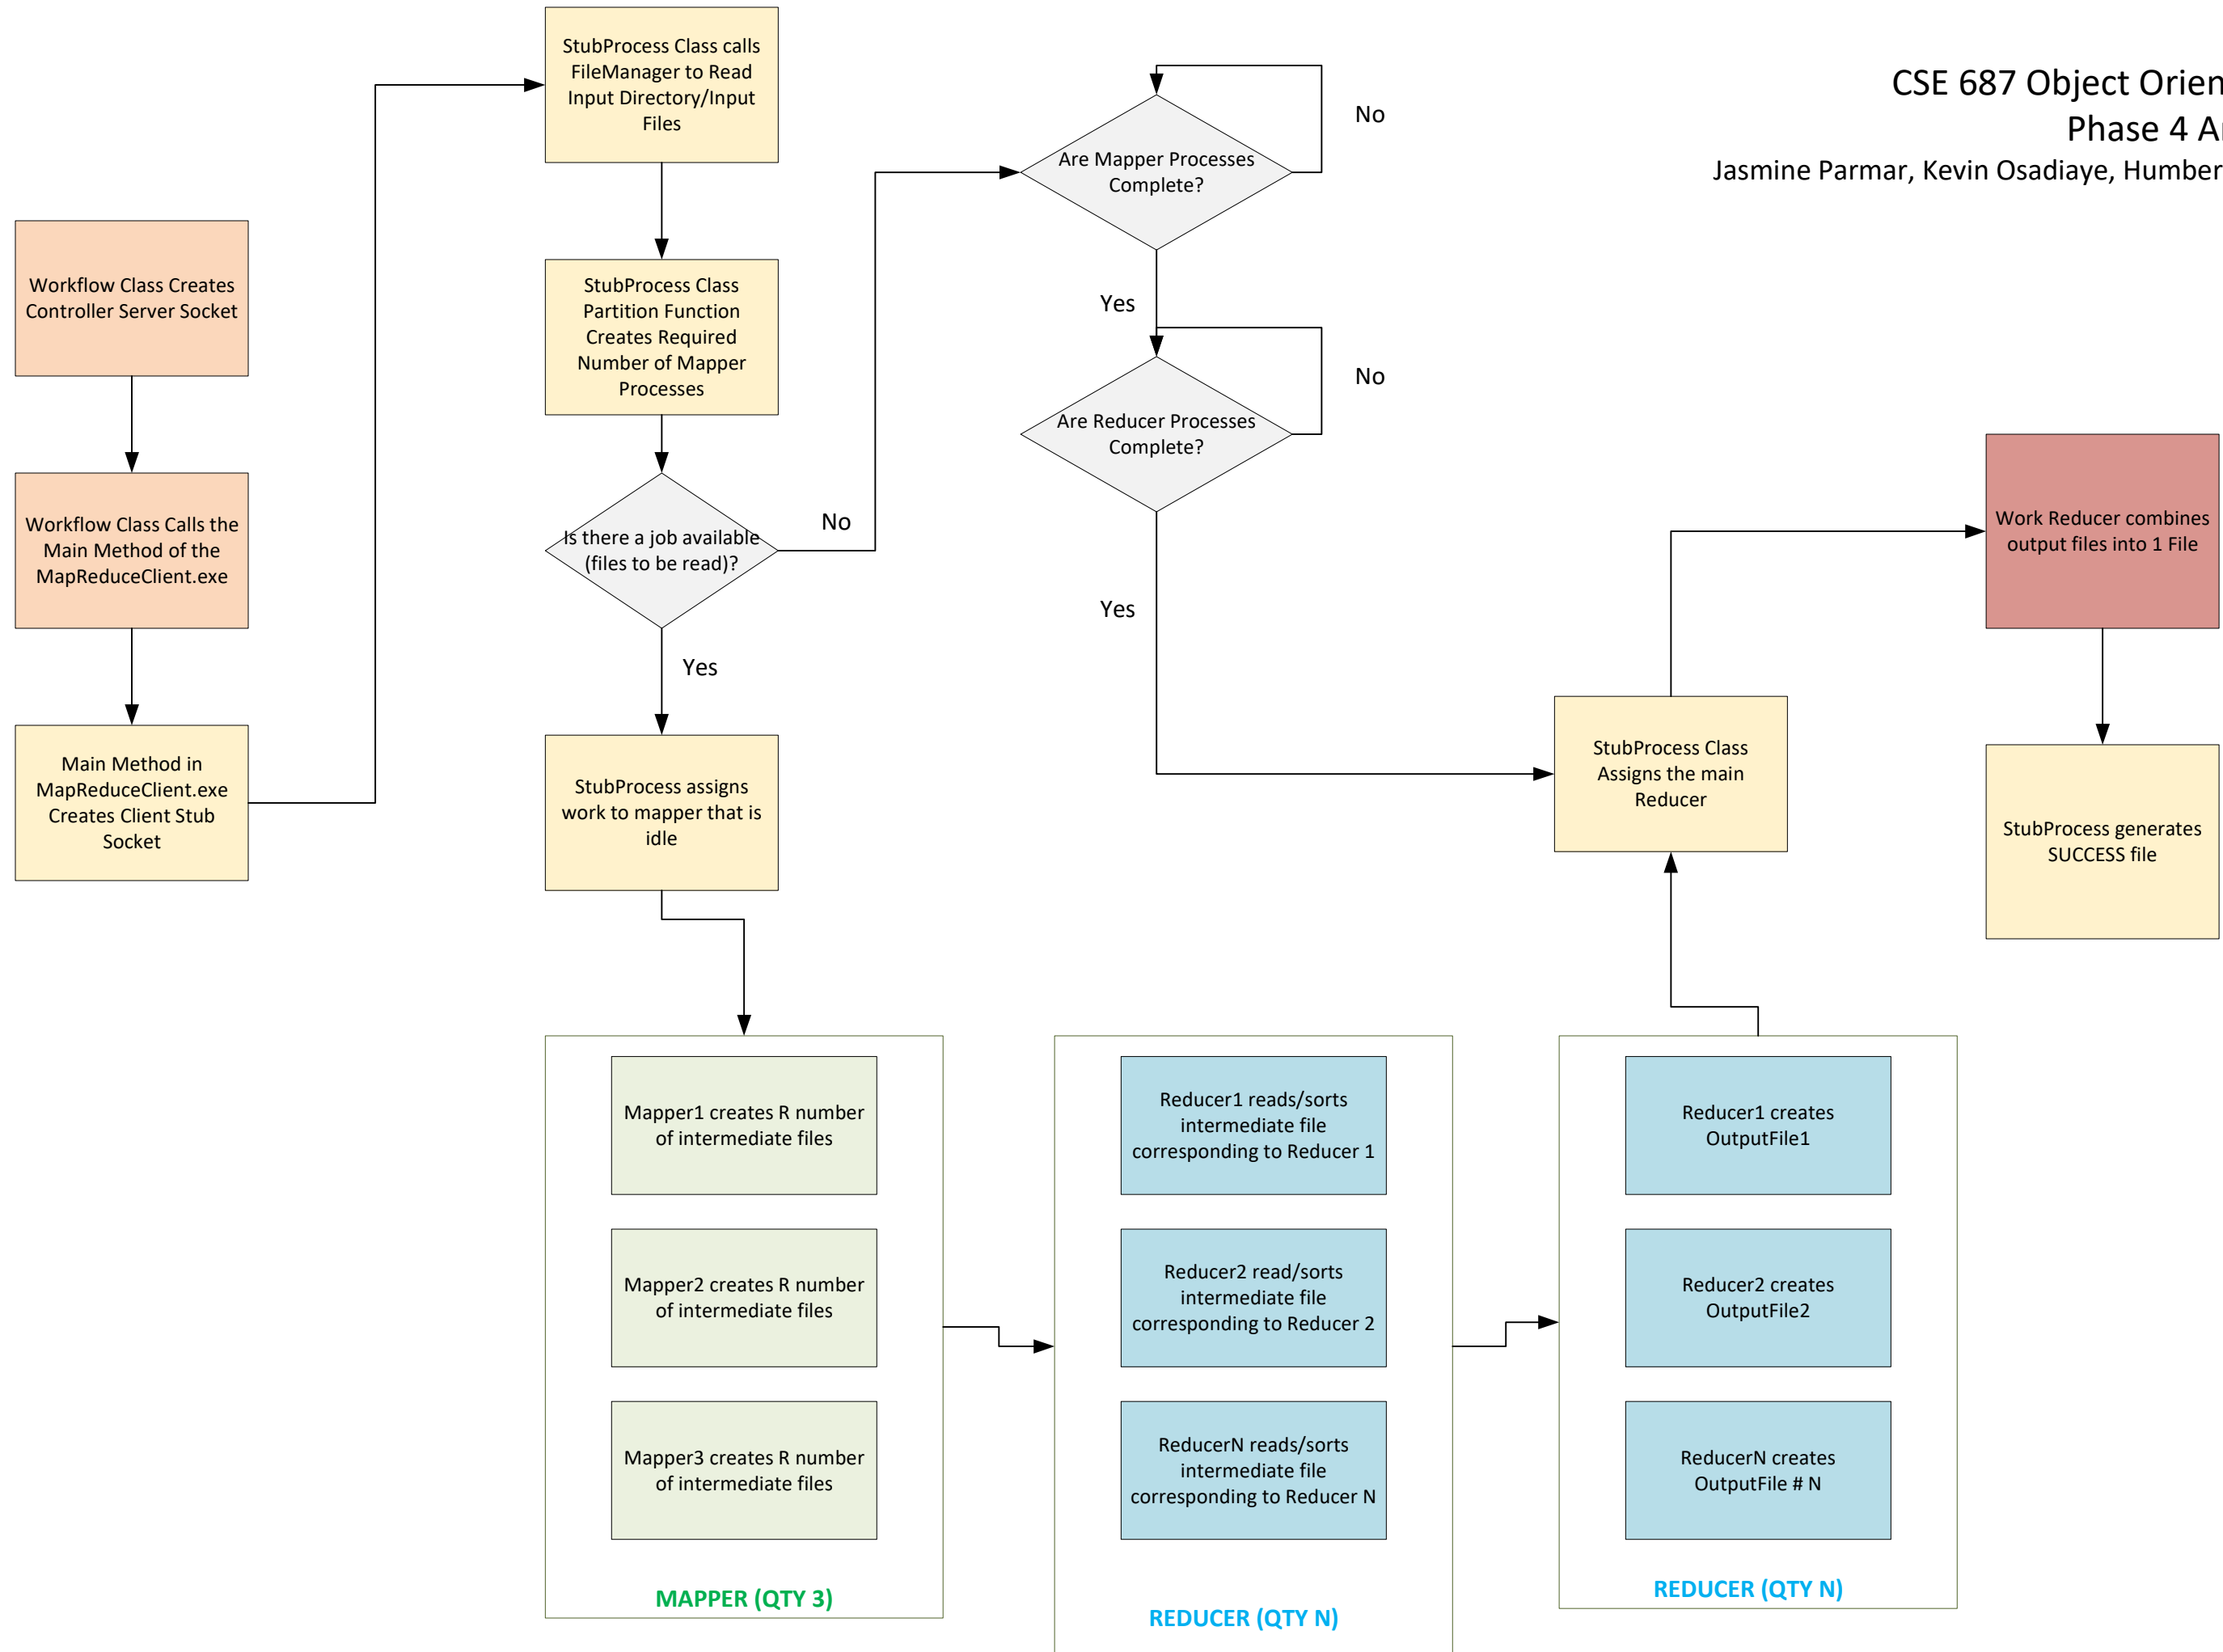 CSE 687 Object Orien
Phase 4 A
Jasmine Parmar, Kevin Osadiaye, Humber
Workflow Class Creates
Controller Server Socket
Workflow Class Calls the
Main Method of the
MapReduceClient.exe
Main Method in
MapReduceClient.exe
Creates Client Stub
Socket
StubProcess Class calls
FileManager to Read
Input Directory/Input
Files
StubProcess Class
Partition Function
Creates Required
Number of Mapper
Processes
Is there a job available
(files to be read)?
No
Yes
StubProcess assigns
work to mapper that is
idle
Are Mapper Processes
Complete?
No
Yes
Are Reducer Processes
Complete?
No
Yes
StubProcess Class
Assigns the main
Reducer
Work Reducer combines
output files into 1 File
StubProcess generates
SUCCESS file
Mapper1 creates R number
of intermediate files
Mapper2 creates R number
of intermediate files
Mapper3 creates R number
of intermediate files
MAPPER (QTY 3)
Reducer1 reads/sorts
intermediate file
corresponding to Reducer 1
Reducer2 read/sorts
intermediate file
corresponding to Reducer 2
ReducerN reads/sorts
intermediate file
corresponding to Reducer N
REDUCER (QTY N)
Reducer1 creates
OutputFile1
Reducer2 creates
OutputFile2
ReducerN creates
OutputFile # N
REDUCER (QTY N)